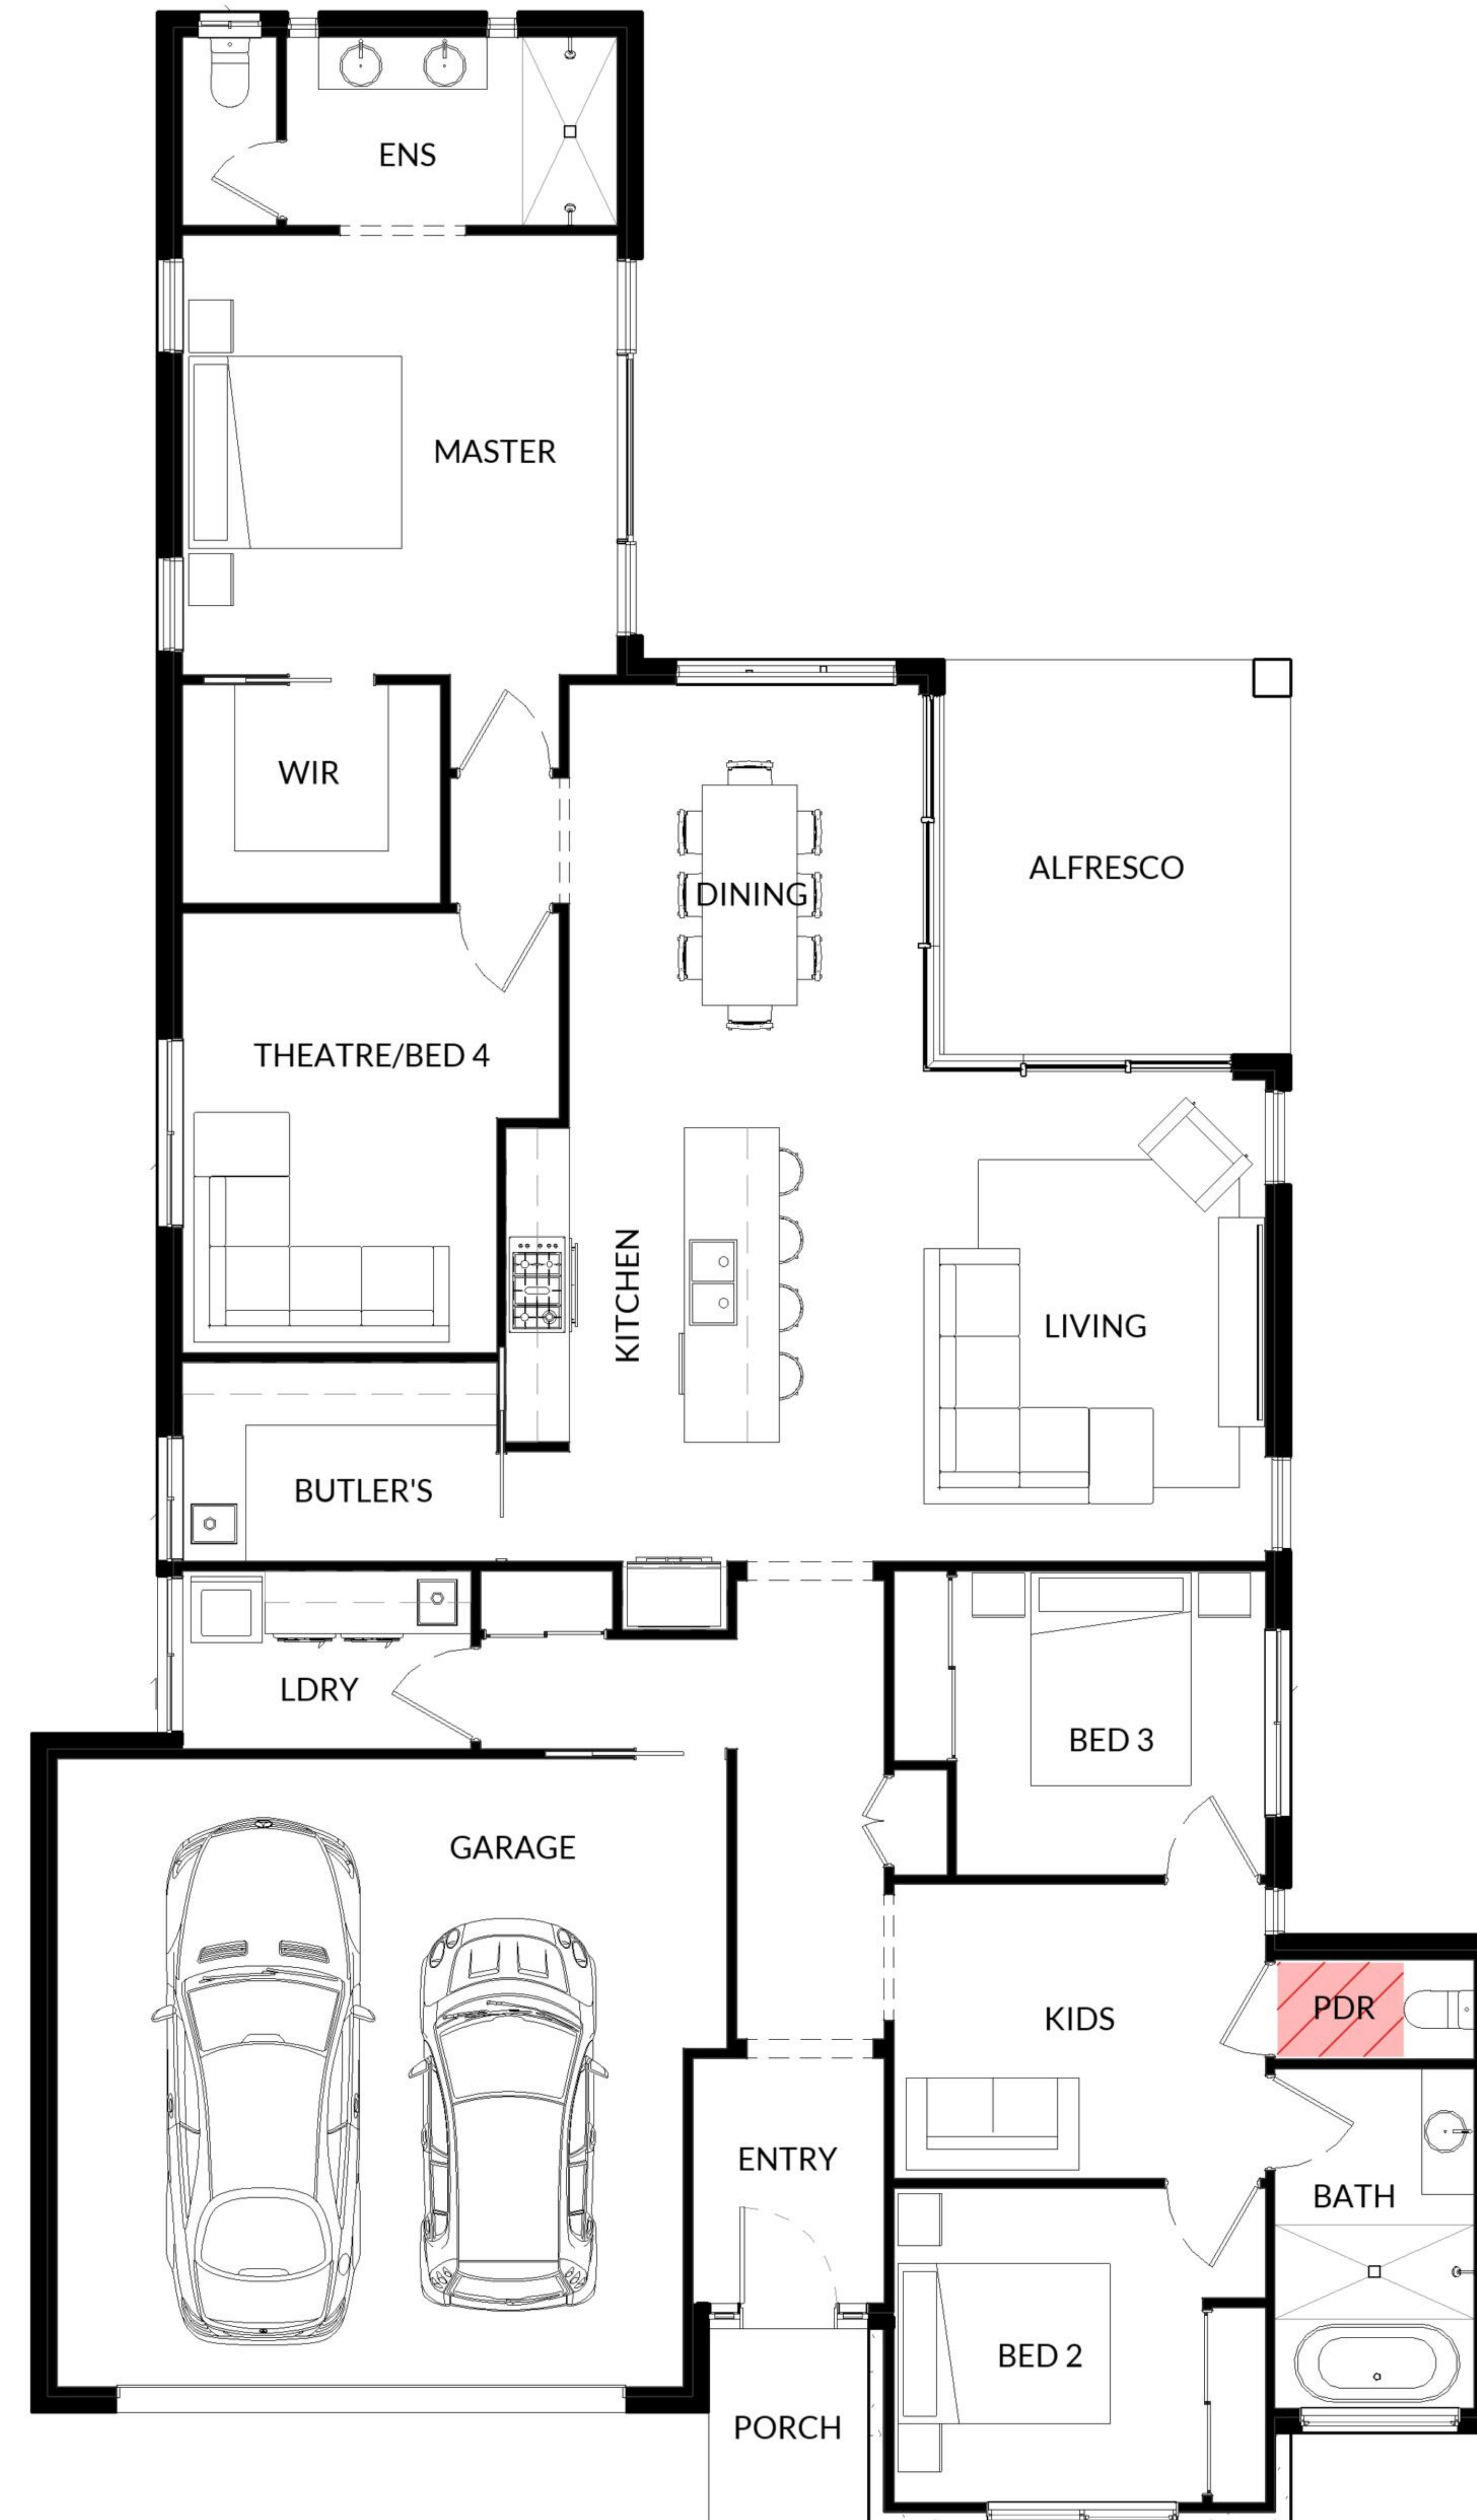 ENS
MASTER
WIR
DINING
ALFRESCO
THEATRE/BED 4
KITCHEN
LIVING
BUTLER'S
LDRY
BED 3
GARAGE
PDR
KIDS
ENTRY
BATH
BED 2
PORCH